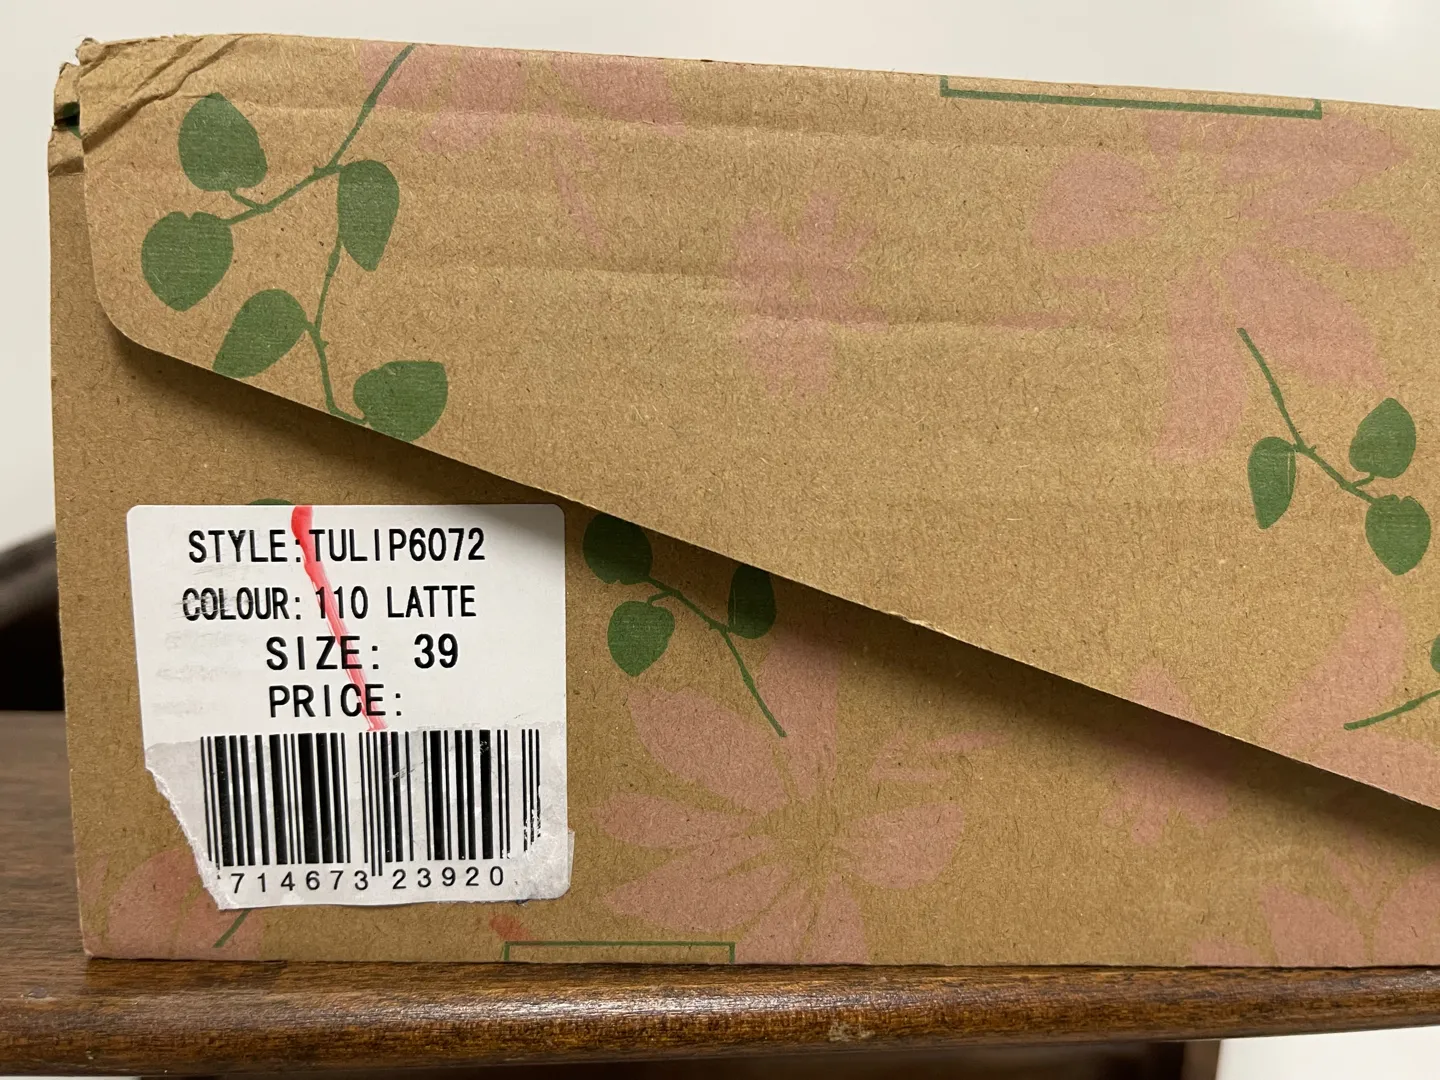 STYLE:TULIP6072
COLOUR: 110 LATTE
SIZE: 39
PRICE:
714673 23920